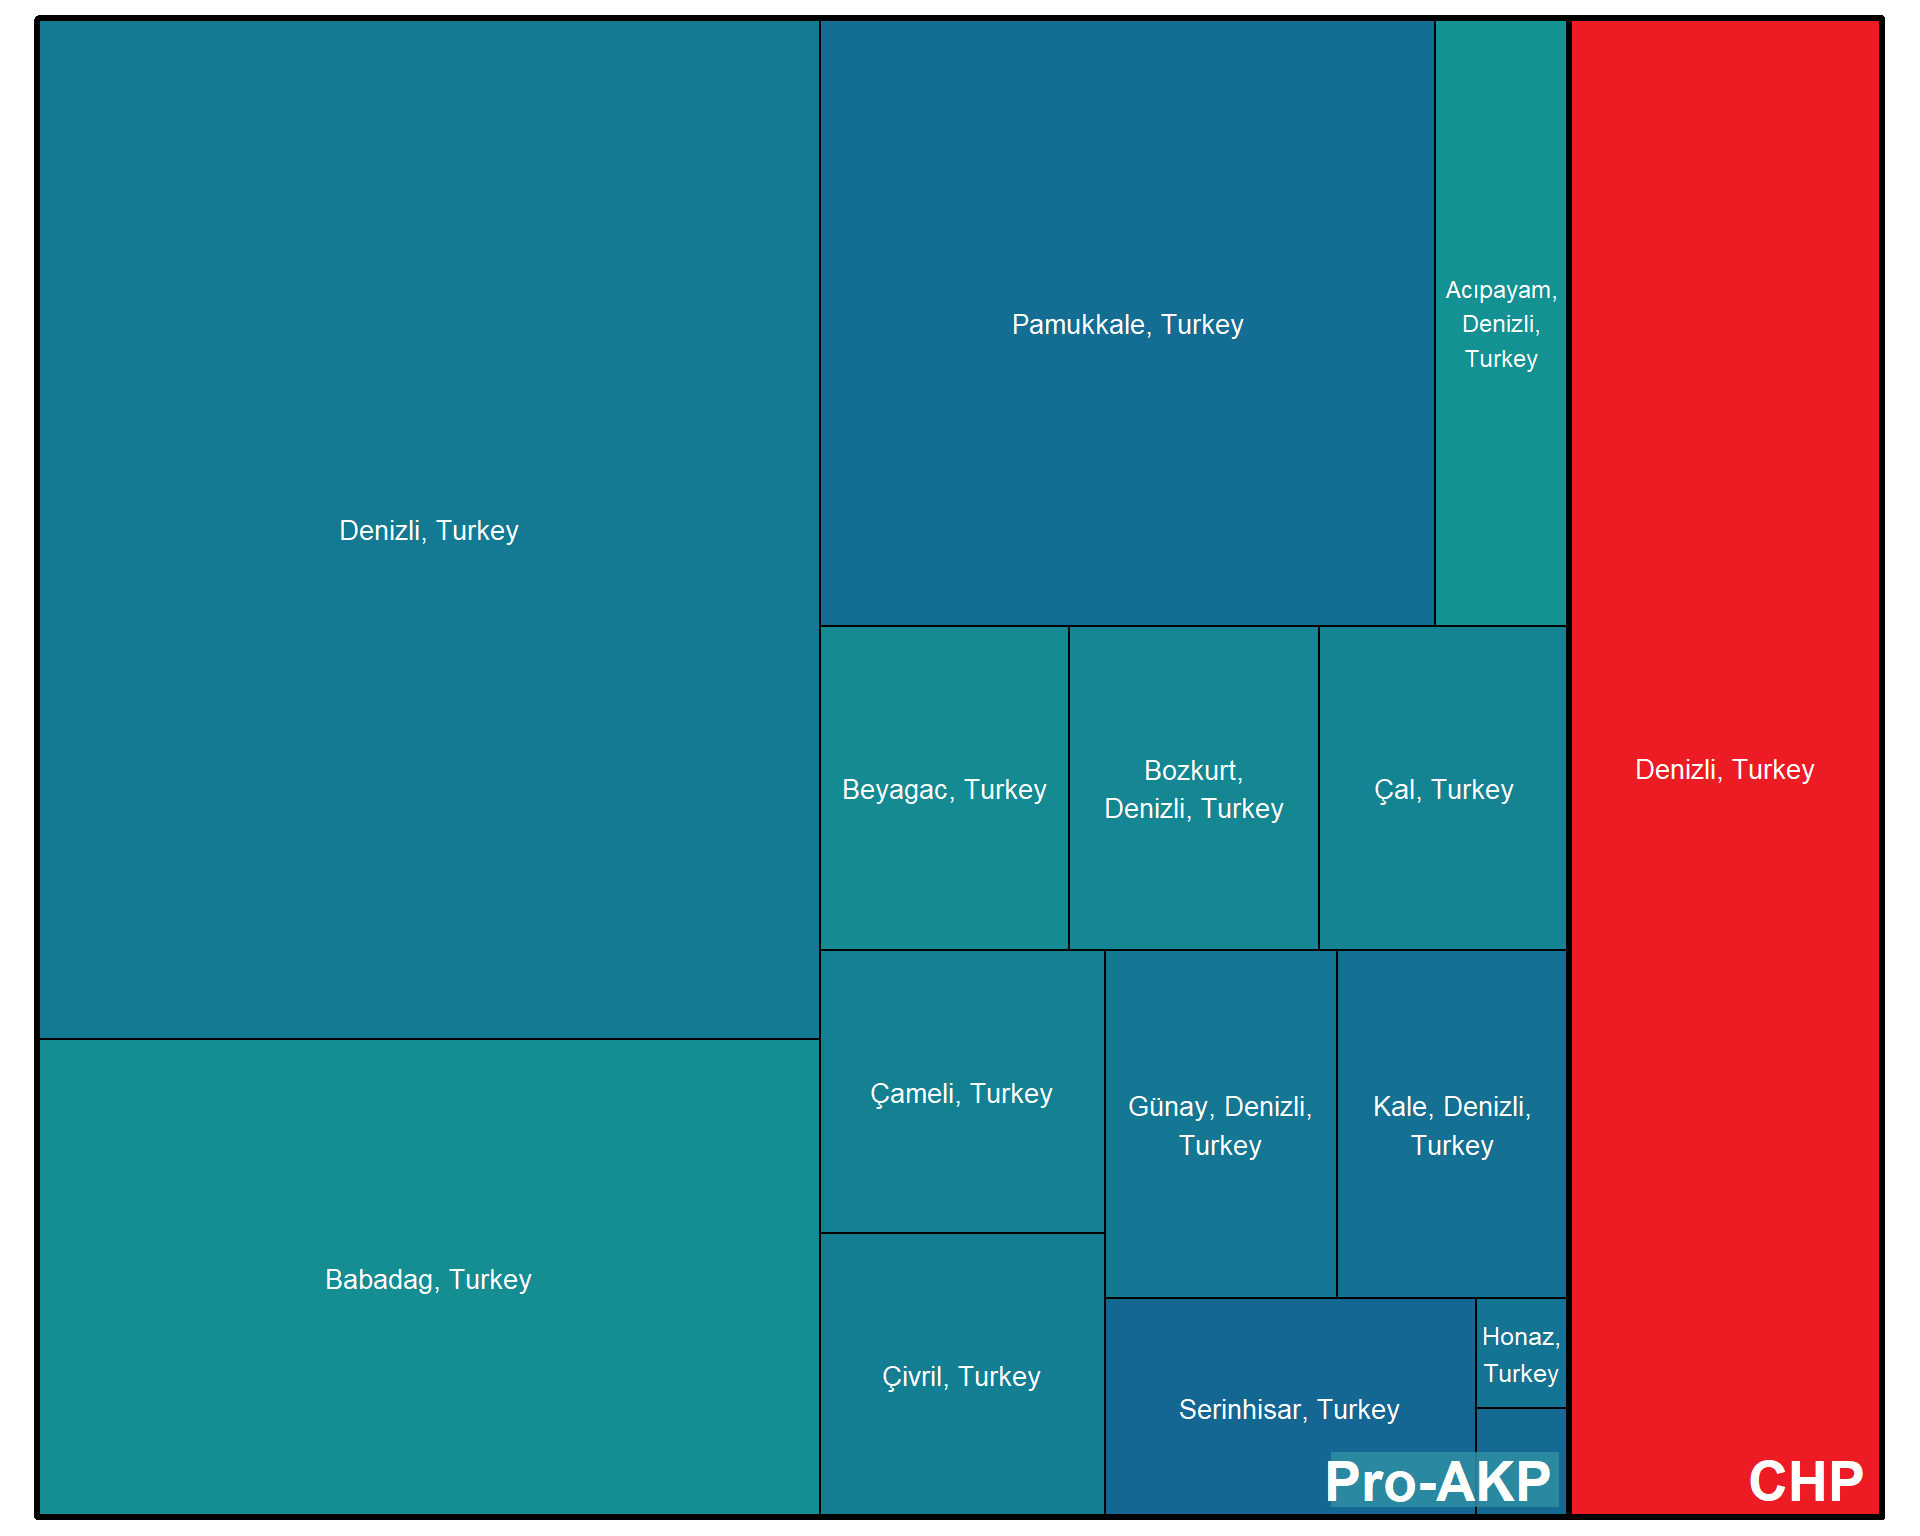 Denizli, Turkey
Babadag, Turkey
Pamukkale, Turkey
Acıpayam,
Denizli,
Turkey
Beyagac, Turkey
Bozkurt,
Denizli, Turkey
Çal, Turkey
Çameli, Turkey
Çivril, Turkey
Günay, Denizli,
Turkey
Kale, Denizli,
Turkey
Serinhisar, Turkey
Honaz,
Turkey
Pro-AKP
Denizli, Turkey
CHP